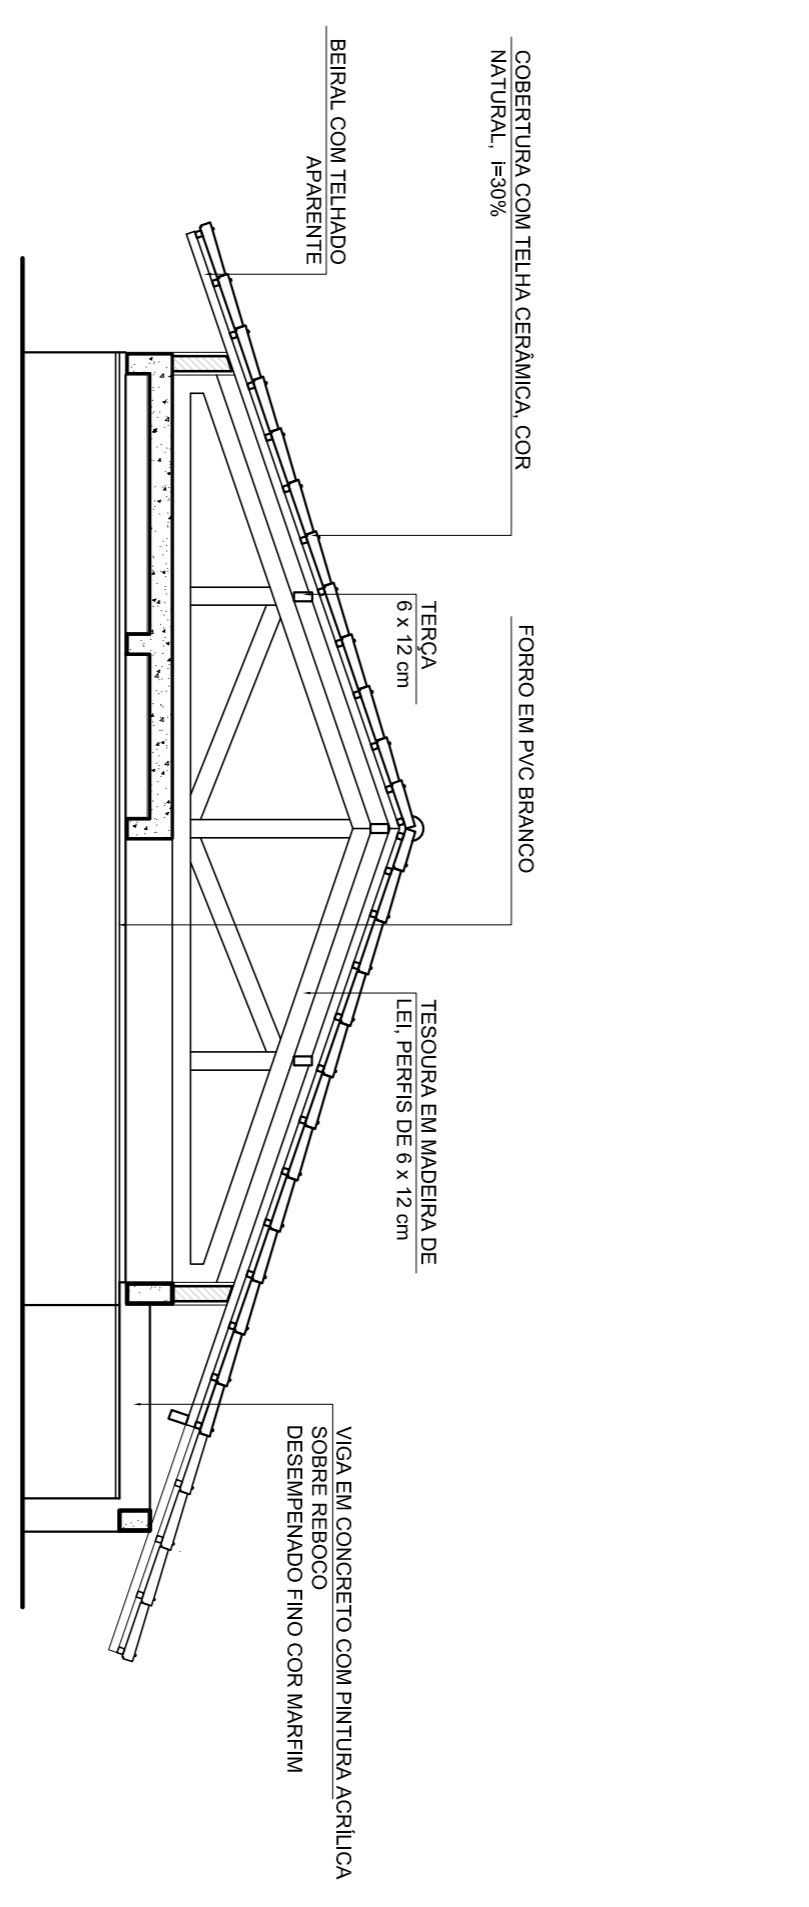 COBERTURA COM TELHA CERÂMICA, COR
NATURAL, i=30%
FORRO EM PVC BRANCO
BEIRAL COM TELHADO
APARENTE
TERÇA
6 x 12 cm
TESOURA EM MADEIRA DE
LEI, PERFIS DE 6 x 12 cm
VIGA EM CONCRETO COM PINTURA ACRÍLICA
SOBRE REBOCO
DESEMPENADO FINO COR MARFIM